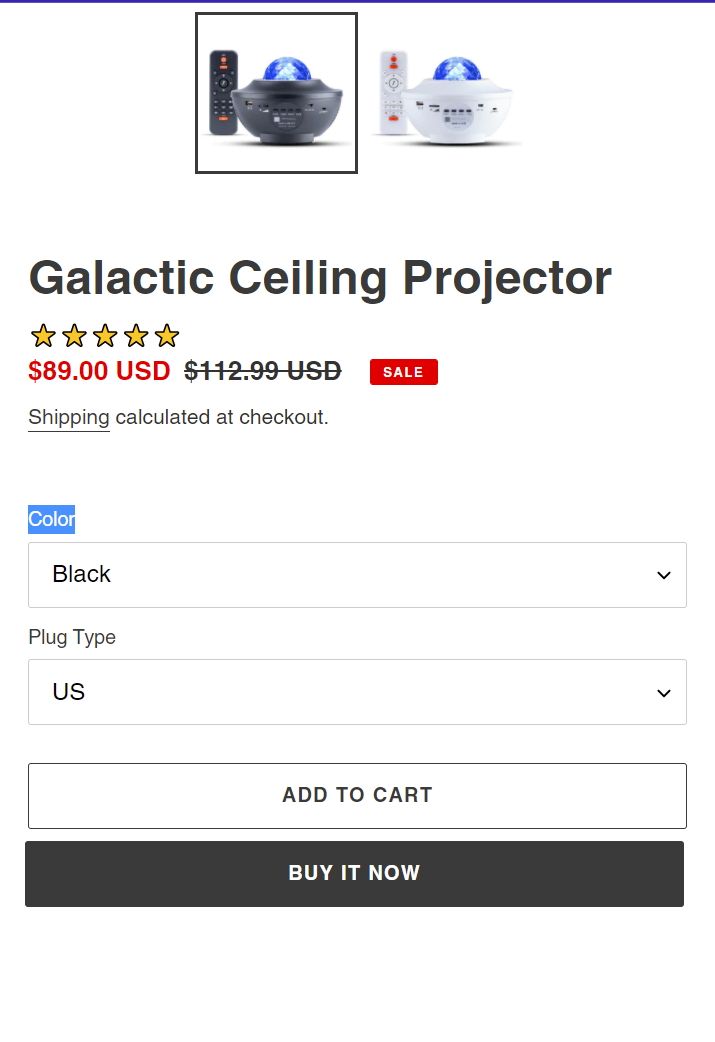 Galactic Ceiling Projector
$89.00 USD $112.99 USD SALE
Shipping calculated at checkout.
Color
Black
Plug Type
US
ADD TO CART
BUY IT NOW